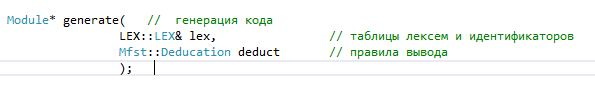 Module* generate(   //  генерация кода
LEX::LEX& lex,   // таблицы лексем и идентификаторов
Mfst::Deducation deduct   // правила вывода
);